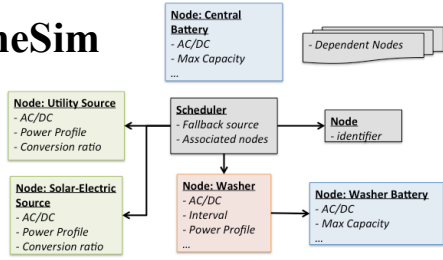 neSim
Node: Central
Battery
- AC/DC
- Max Capacity
...
- Dependent Nodes
Node: Utility Source
- AC/DC
- Power Profile
- Conversion ratio
Scheduler
- Fallback source
- Associated nodes
Node
- identifier
Node: Solar-Electric
Source
- AC/DC
- Power Profile
- Conversion ratio
Node: Washer
- AC/DC
- Interval
- Power Profile
...
Node: Washer Battery
- AC/DC
- Max Capacity
...